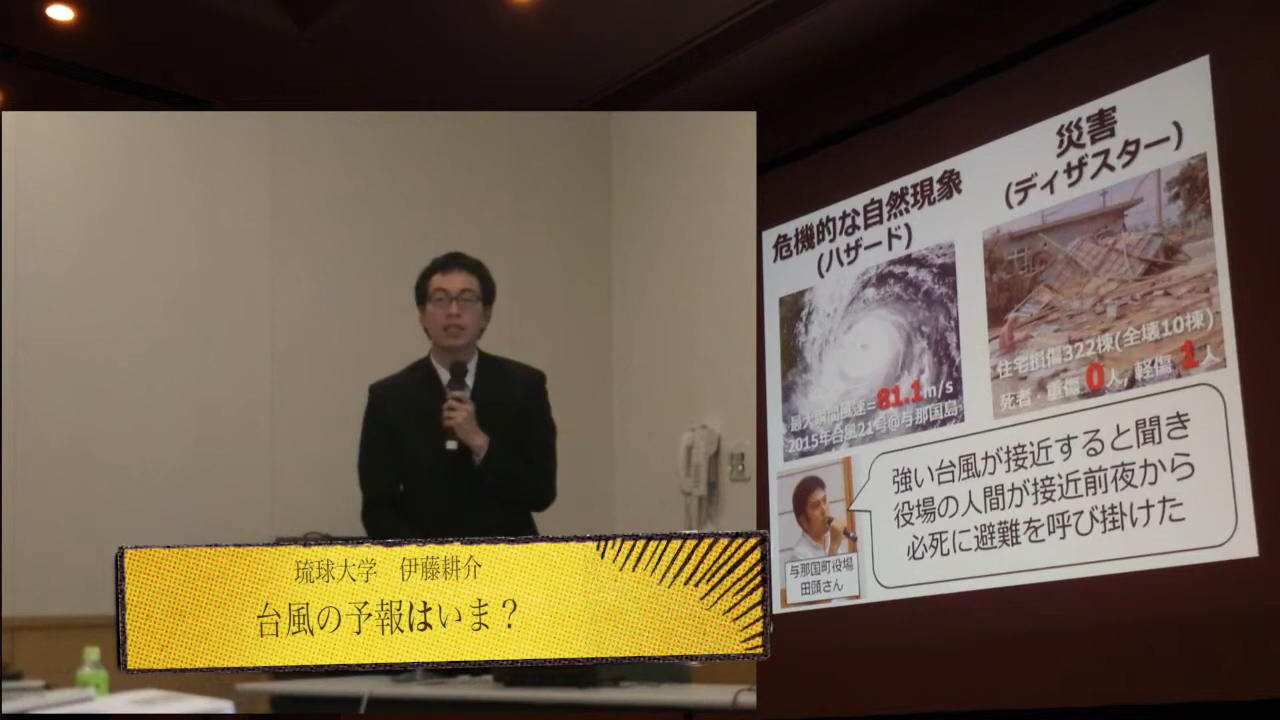 災害
(ディザスター)
危機的な自然現象
(ハザード)
最大瞬間風速=81.1m/s
2015年台風21号@与那国島
住宅損傷322棟(全壊10棟)
死者・重傷 0人, 軽傷 1人
強い台風が接近すると聞き
役場の人間が接近前夜から
必死に避難を呼び掛けた
与那国町役場
田頭さん
琉球大学 伊藤耕介
台風の予報はいま?